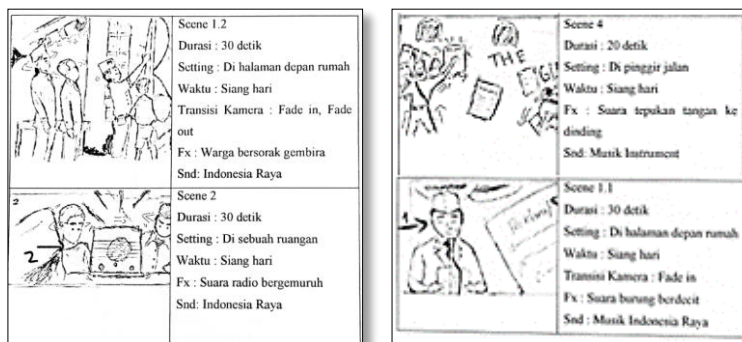 Scene 1.2
Durasi : 30 detik
Setting : Di halaman depan rumah
Waktu : Siang hari
Transisi Kamera : Fade in, Fade
out
Fx : Warga bersorak gembira
Snd: Indonesia Raya
2
Scene 2
Durasi : 30 detik
Setting : Di sebuah ruangan
Waktu : Siang hari
Fx : Suara radio bergemuruh
Snd: Indonesia Raya
2
THE
Scene 4
Durasi : 20 detik
Setting : Di pinggir jalan
Waktu : Siang hari
Fx : Suara tepukan tangan ke
dinding
Snd: Musik Instrument
1
Scene 1.1
Durasi : 30 detik
Setting : Di halaman depan rumah
Waktu : Siang hari
Transisi Kamera : Fade in
Fx : Suara burung berdecit
Snd : Musik Indonesia Raya